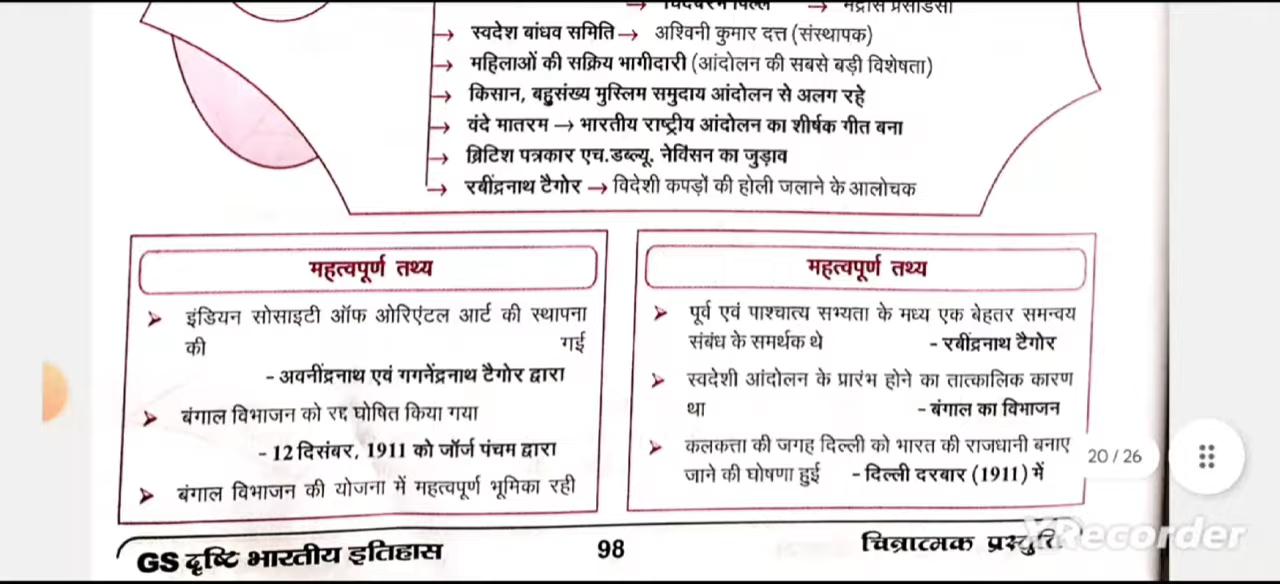 → स्वदेश बांधव समिति → अश्विनी कुमार दत्त (संस्थापक)
→ महिलाओं की सक्रिय भागीदारी (आंदोलन की सबसे बड़ी विशेषता)
→ किसान, बहुसंख्य मुस्लिम समुदाय आंदोलन से अलग रहे
→ वंदे मातरम → भारतीय राष्ट्रीय आंदोलन का शीर्षक गीत बना
→ ब्रिटिश पत्रकार एच.डब्ल्यू. नेविंसन का जुड़ाव
→ रबींद्रनाथ टैगोर → विदेशी कपड़ों की होली जलाने के आलोचक
महत्वपूर्ण तथ्य
➤ इंडियन सोसाइटी ऑफ ओरिएंटल आर्ट की स्थापना
की गई
- अवनींद्रनाथ एवं गगनेंद्रनाथ टैगोर द्वारा
➤ बंगाल विभाजन को रद्द घोषित किया गया
- 12 दिसंबर, 1911 को जॉर्ज पंचम द्वारा
➤ बंगाल विभाजन की योजना में महत्वपूर्ण भूमिका रही
महत्वपूर्ण तथ्य
➤ पूर्व एवं पाश्चात्य सभ्यता के मध्य एक बेहतर समन्वय
संबंध के समर्थक थे - रबींद्रनाथ टैगोर
➤ स्वदेशी आंदोलन के प्रारंभ होने का तात्कालिक कारण
था - बंगाल का विभाजन
➤ कलकत्ता की जगह दिल्ली को भारत की राजधानी बनाए
जाने की घोषणा हुई - दिल्ली दरबार (1911) में
20 / 26
GS दृष्टि भारतीय इतिहास 98 चित्रात्मक प्रस्तुति
XRecorder